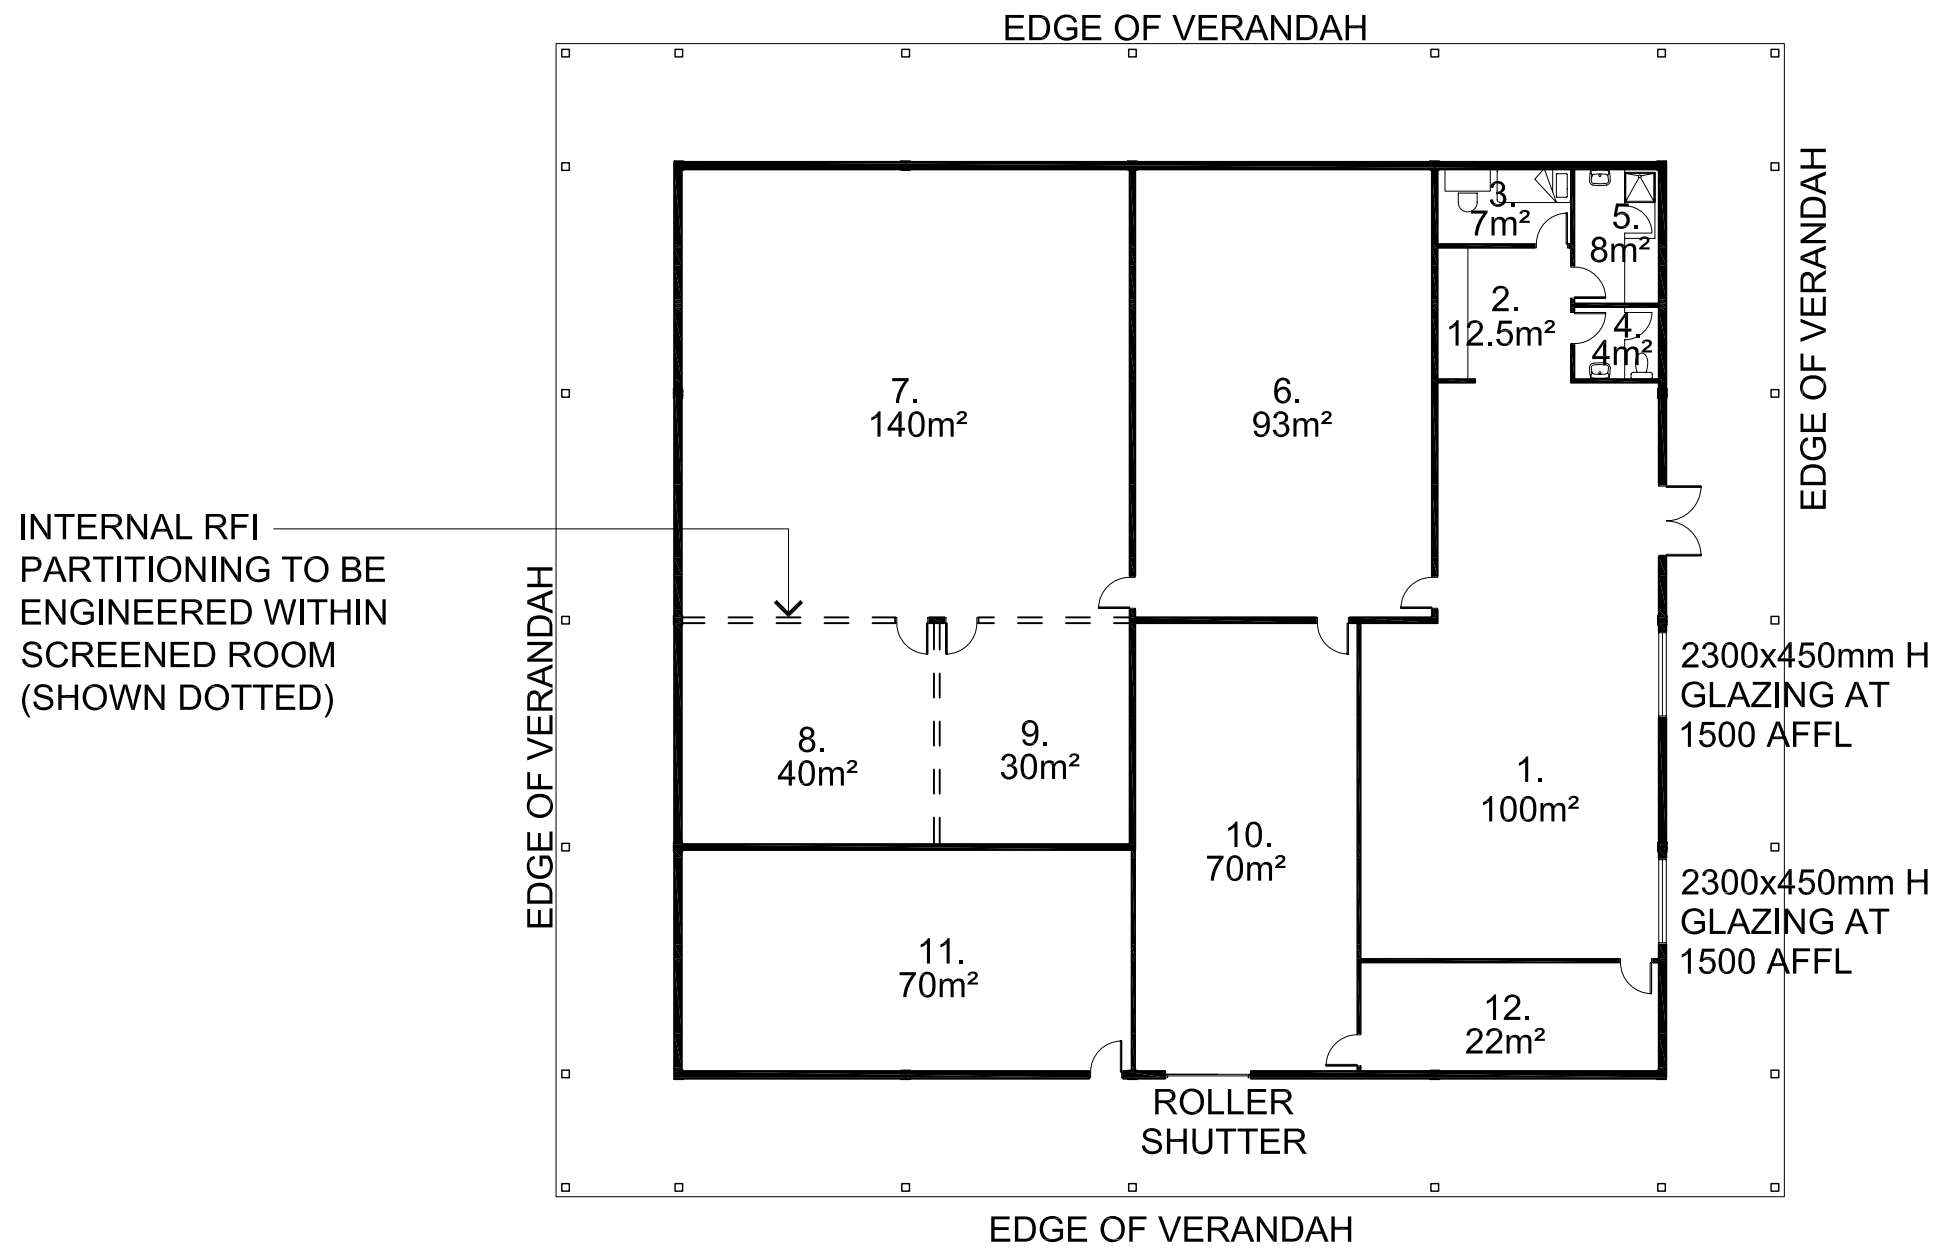 EDGE OF VERANDAH
EDGE OF VERANDAH
3.
7m²
5.
8m²
2.
12.5m²
4.
4m²
7.
140m²
6.
93m²
INTERNAL RFI
PARTITIONING TO BE
ENGINEERED WITHIN
SCREENED ROOM
(SHOWN DOTTED)
EDGE OF VERANDAH
2300x450mm H
GLAZING AT
1500 AFFL
8.
40m²
9.
30m²
1.
100m²
10.
70m²
2300x450mm H
GLAZING AT
1500 AFFL
11.
70m²
12.
22m²
ROLLER
SHUTTER
EDGE OF VERANDAH